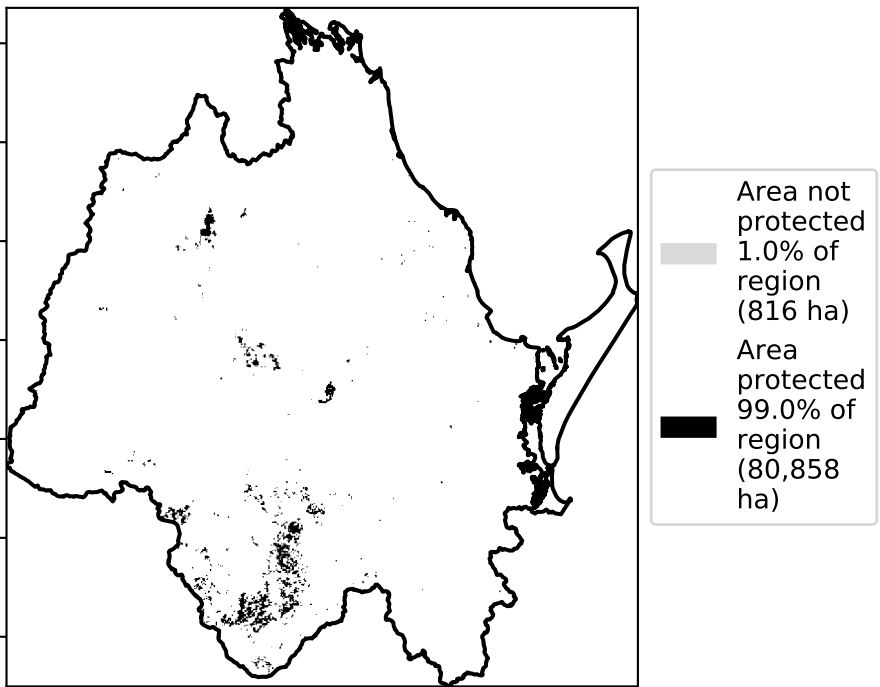 Area not
protected
1.0% of
region
(816 ha)
Area
protected
99.0% of
region
(80,858
ha)